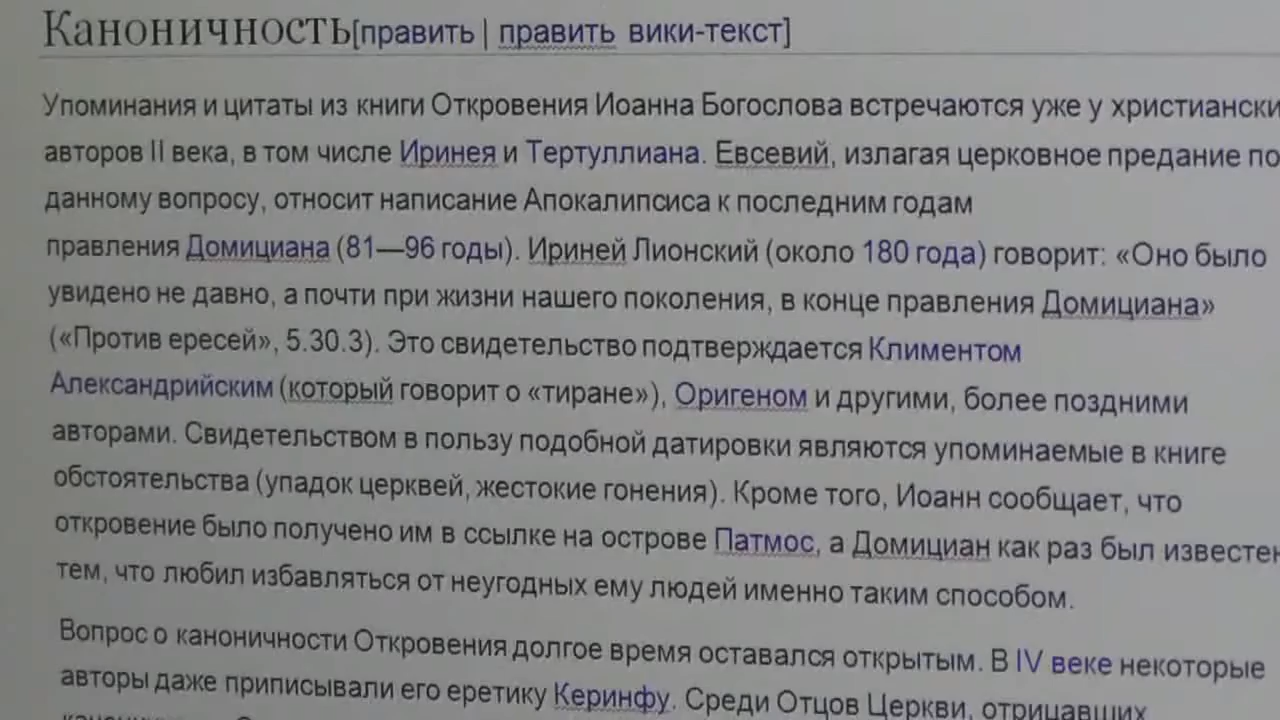 Каноничность[править | править вики-текст]
Упоминания и цитаты из книги Откровения Иоанна Богослова встречаются уже у христиански
авторов II века, в том числе Иринея и Тертуллиана. Евсевий, излагая церковное предание по
данному вопросу, относит написание Апокалипсиса к последним годам
правления Домициана (81—96 годы). Ириней Лионский (около 180 года) говорит: «Оно было
увидено не давно, а почти при жизни нашего поколения, в конце правления Домициана»
(«Против ересей», 5.30.3). Это свидетельство подтверждается Климентом
Александрийским (который говорит о «тиране»), Оригеном и другими, более поздними
авторами. Свидетельством в пользу подобной датировки являются упоминаемые в книге
обстоятельства (упадок церквей, жестокие гонения). Кроме того, Иоанн сообщает, что
откровение было получено им в ссылке на острове Патмос, а Домициан как раз был известен
тем, что любил избавляться от неугодных ему людей именно таким способом.
Вопрос о каноничности Откровения долгое время оставался открытым. В IV веке некоторые
авторы даже приписывали его еретику Керинфу. Среди Отцов Церкви, отрицавших